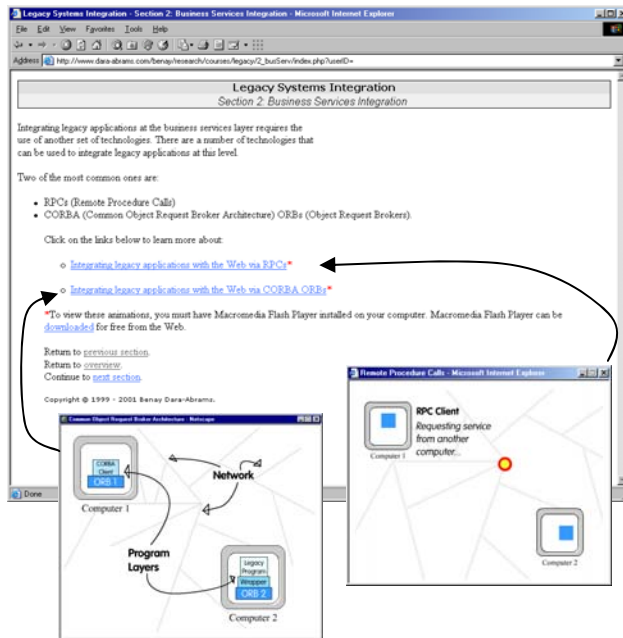 Legacy Systems Integration - Section 2: Business Services Integration - Microsoft Internet Explorer
File Edit View Favorites Tools Help
Address http://www.dara-abrams.com/benay/research/courses/legacy/2_busServ/index.php?userID=
Legacy Systems Integration
Section 2: Business Services Integration
Integrating legacy applications at the business services layer requires the
use of another set of technologies. There are a number of technologies that
can be used to integrate legacy applications at this level.
Two of the most common ones are:
• RPCs (Remote Procedure Calls)
• CORBA (Common Object Request Broker Architecture) ORBs (Object Request Brokers).
Click on the links below to learn more about:
o Integrating legacy applications with the Web via RPCs*
o Integrating legacy applications with the Web via CORBA ORBs*
*To view these animations, you must have Macromedia Flash Player installed on your computer. Macromedia Flash Player can be
downloaded for free from the Web.
Return to previous section.
Return to overview.
Continue to next section.
Copyright © 1999 - 2001 Benay Dara-Abrams.
Done
Common Object Request Broker Architecture - Netscape
CORBA
Client
ORB 1
Computer 1
Network
Program
Layers
Legacy
Program
Wrapper
ORB 2
Computer 2
Remote Procedure Calls - Microsoft Internet Explorer
RPC Client
Requesting service
from another
computer...
Computer 1
Computer 2